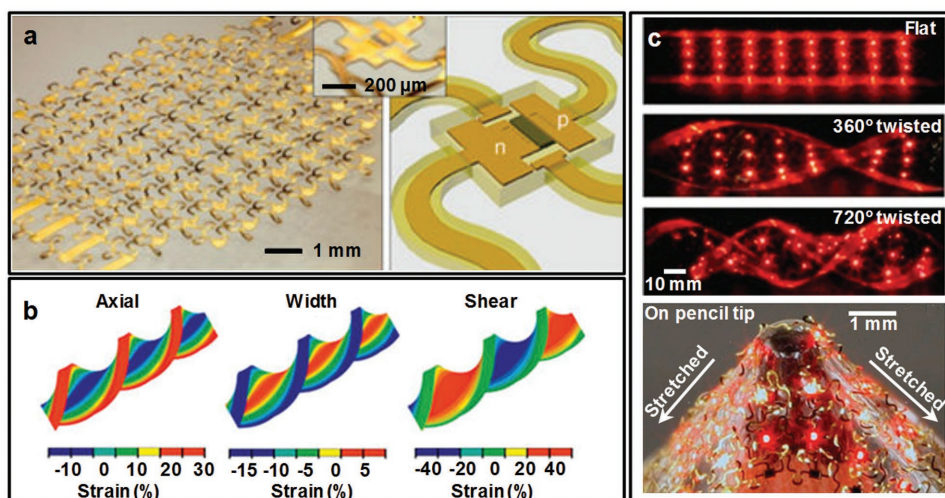 a
200 µm
n
p
1 mm
b
Axial
Width
Shear
-10 0 10 20 30
Strain (%)
-15 -10 -5 0 5
Strain (%)
-40 -20 0 20 40
Strain (%)
c
Flat
360° twisted
720° twisted
10 mm
On pencil tip
1 mm
Stretched
Stretched